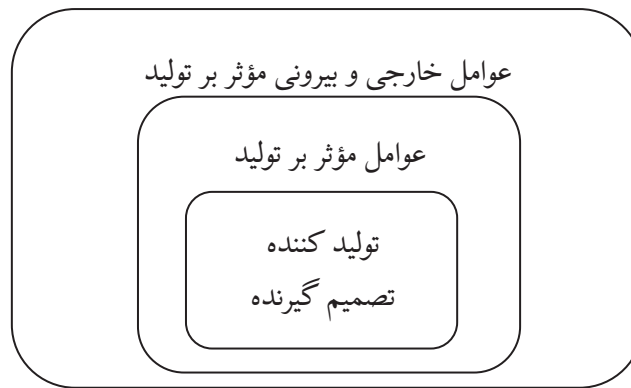 عوامل خارجی و بیرونی مؤثر بر تولید
عوامل مؤثر بر تولید
تولید کننده
تصمیم گیرنده